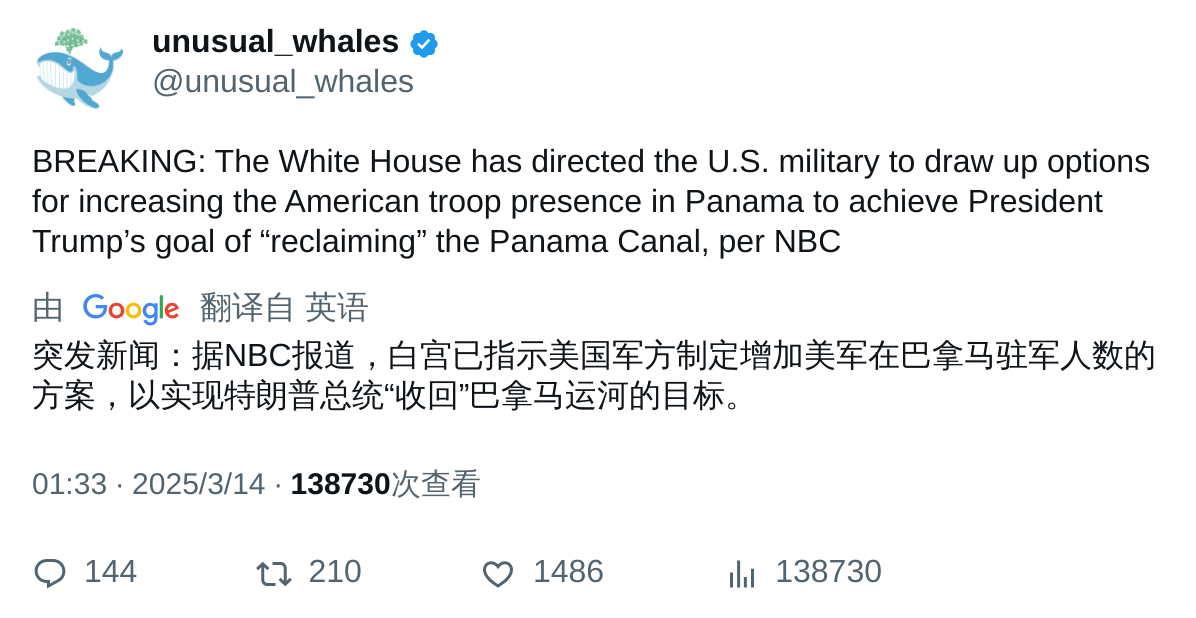 unusual_whales
@unusual_whales
BREAKING: The White House has directed the U.S. military to draw up options
for increasing the American troop presence in Panama to achieve President
Trump’s goal of “reclaiming” the Panama Canal, per NBC
由 Google 翻译自 英语
突发新闻：据NBC报道，白宫已指示美国军方制定增加美军在巴拿马驻军人数的
方案，以实现特朗普总统“收回”巴拿马运河的目标。
01:33 · 2025/3/14 · 138730次查看
144 210 1486 138730